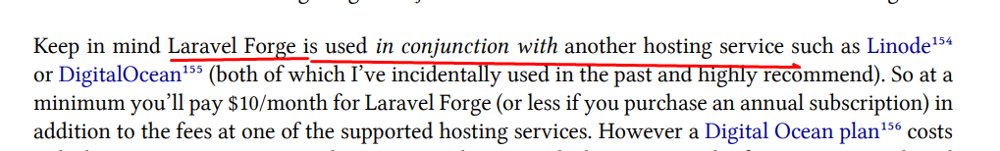 Keep in mind Laravel Forge is used in conjunction with another hosting service such as Linode¹⁵⁴
or DigitalOcean¹⁵⁵ (both of which I’ve incidentally used in the past and highly recommend). So at a
minimum you’ll pay $10/month for Laravel Forge (or less if you purchase an annual subscription) in
addition to the fees at one of the supported hosting services. However a Digital Ocean plan¹⁵⁶ costs